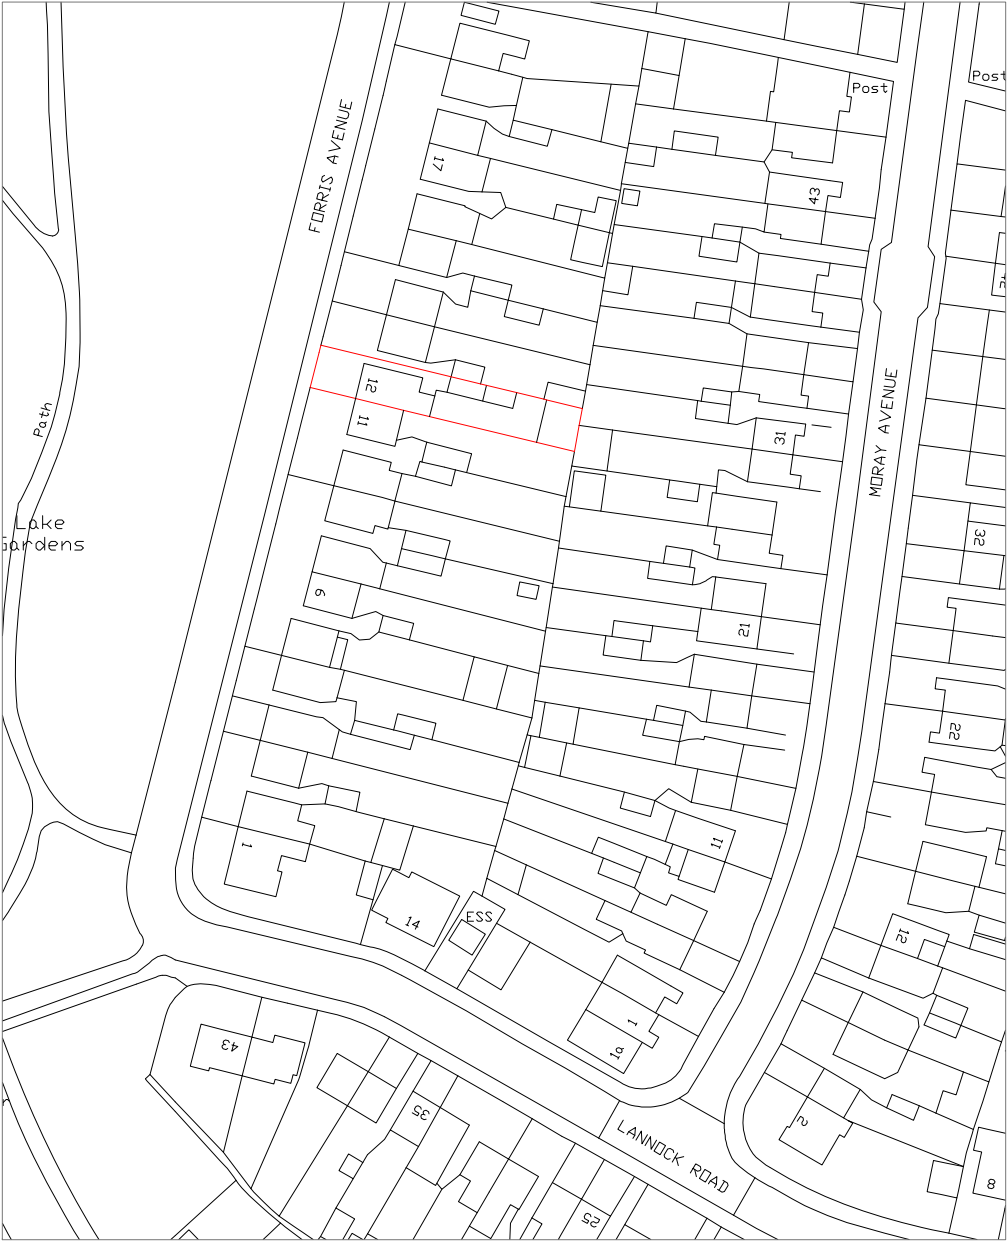 Post
Post
FORRIS AVENUE
17
43
12
11
31
MORAY AVENUE
Path
Lake
Gardens
32
9
21
22
11
1
14
ESS
12
1
1a
43
35
2
LANNOCK ROAD
8
25